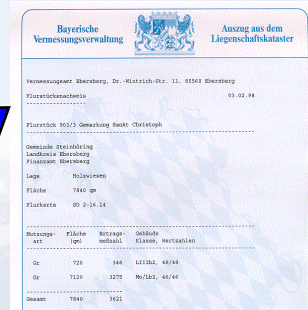 Bayerische
Vermessungsverwaltung
Auszug aus dem
Liegenschaftskataster
Vermessungsamt Ebersberg, Dr.-Wintrich-Str. 11, 85560 Ebersberg
Flurstücksnachweis 03.02.98
Flurstück 903/3 Gemarkung Sankt Christoph
Gemeinde Steinhöring
Landkreis Ebersberg
Finanzamt Ebersberg
Lage Holzwiesen
Fläche 7840 qm
Flurkarte SO 2-16.14
Nutzungs- Fläche Ertrags- Gebäude
art (qm) meßzahl Klasse, Wertzahlen
Gr 720 346 LIIIb2, 48/48
Gr 7120 3275 Mo/Lb2, 46/46
Gesamt 7840 3621